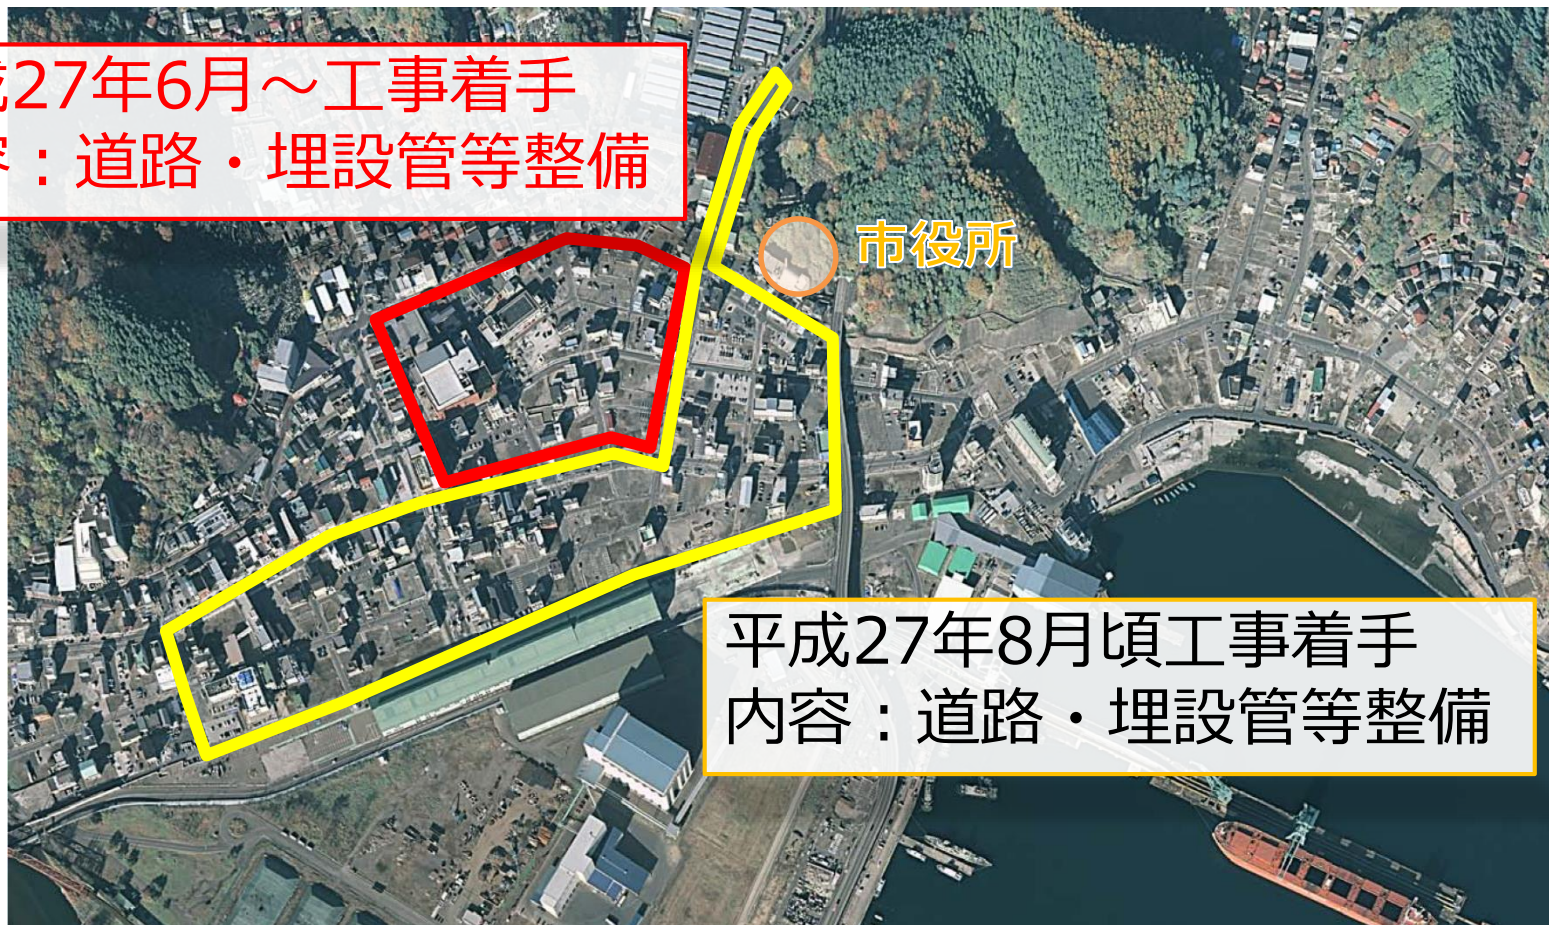 27年6月～工事着手
：道路・埋設管等整備
市役所
平成27年8月頃工事着手
内容：道路・埋設管等整備